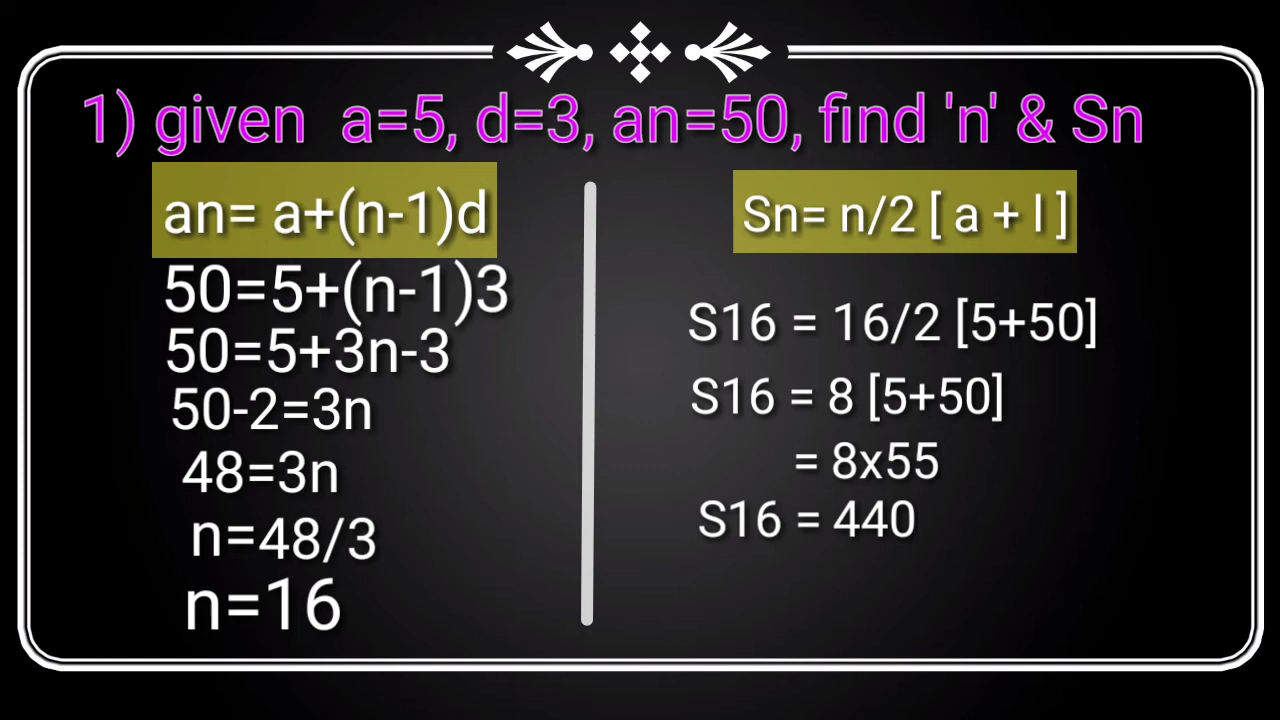 1) given  a=5, d=3, an=50, find 'n' & Sn
an= a+(n-1)d
50=5+(n-1)3
50=5+3n-3
50-2=3n
48=3n
n=48/3
n=16
Sn= n/2 [ a + l ]
S16 = 16/2 [5+50]
S16 = 8 [5+50]
= 8x55
S16 = 440